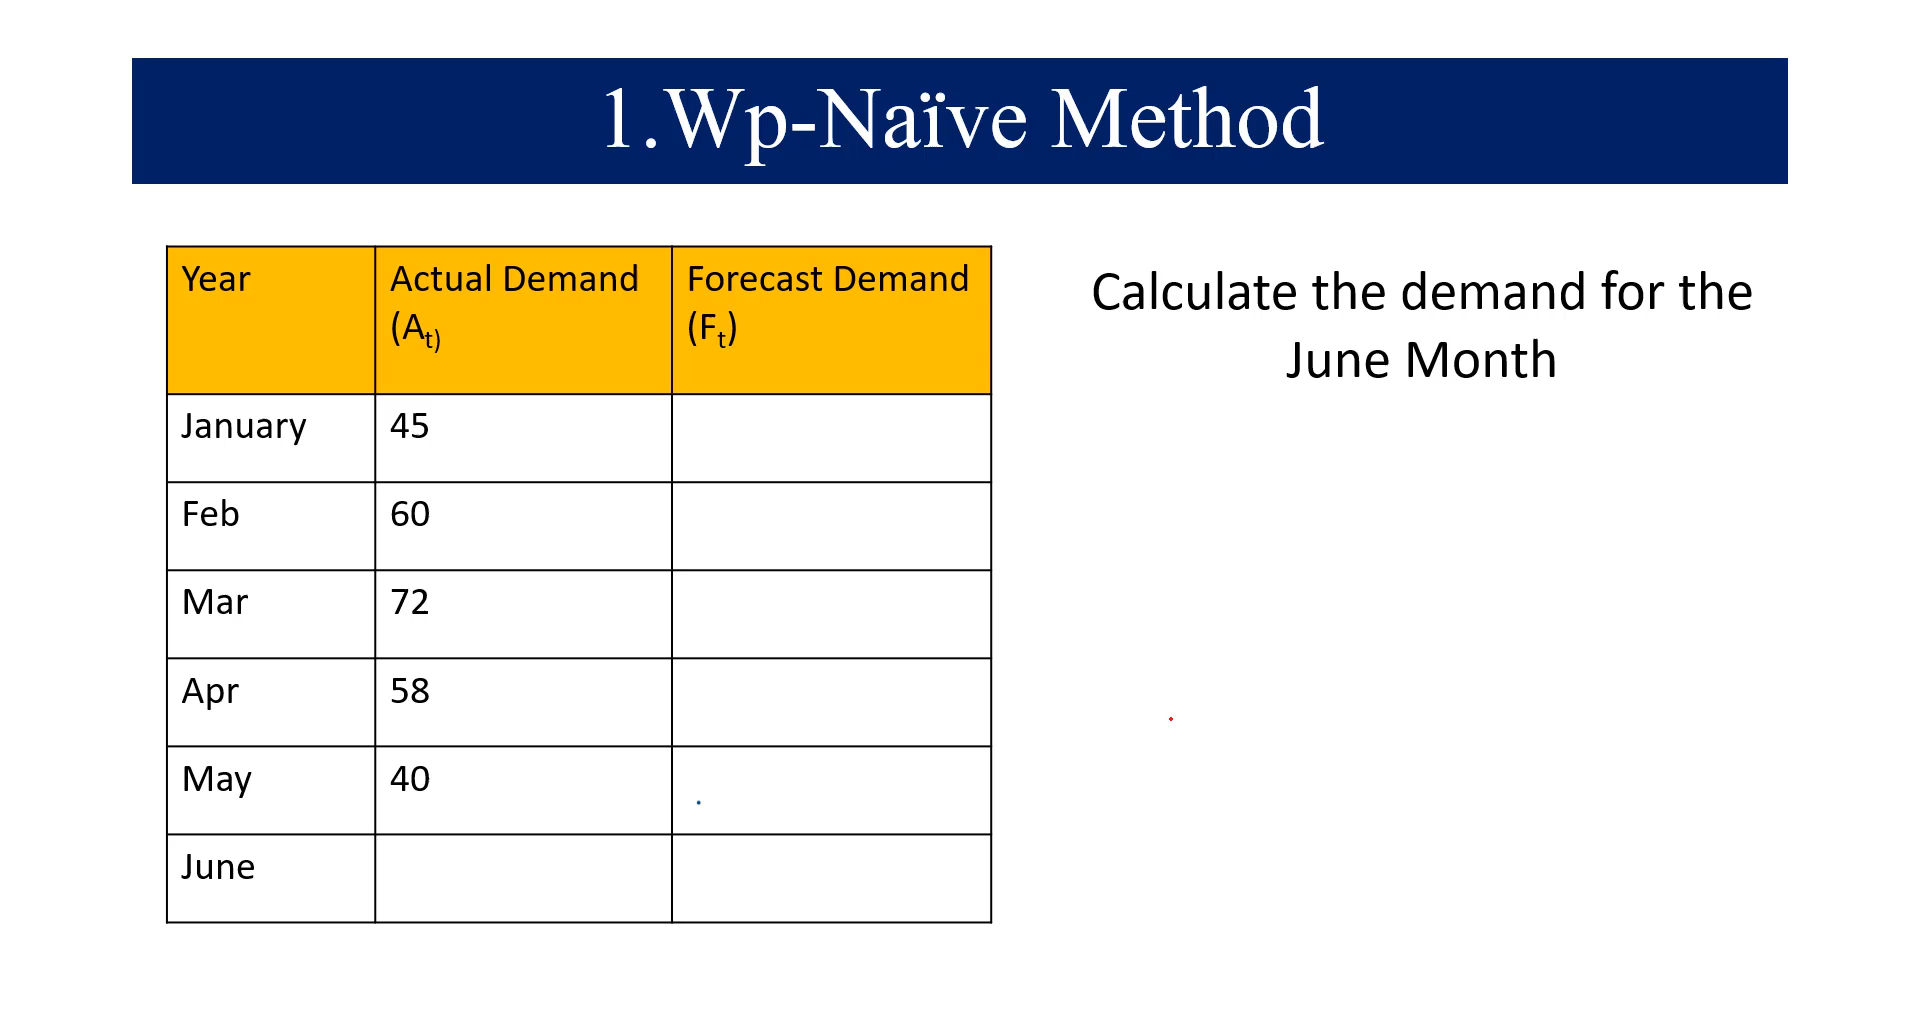 1.Wp-Naïve Method
Year Actual Demand Forecast Demand
(At) (Ft)
January 45
Feb 60
Mar 72
Apr 58
May 40
June
Calculate the demand for the
June Month